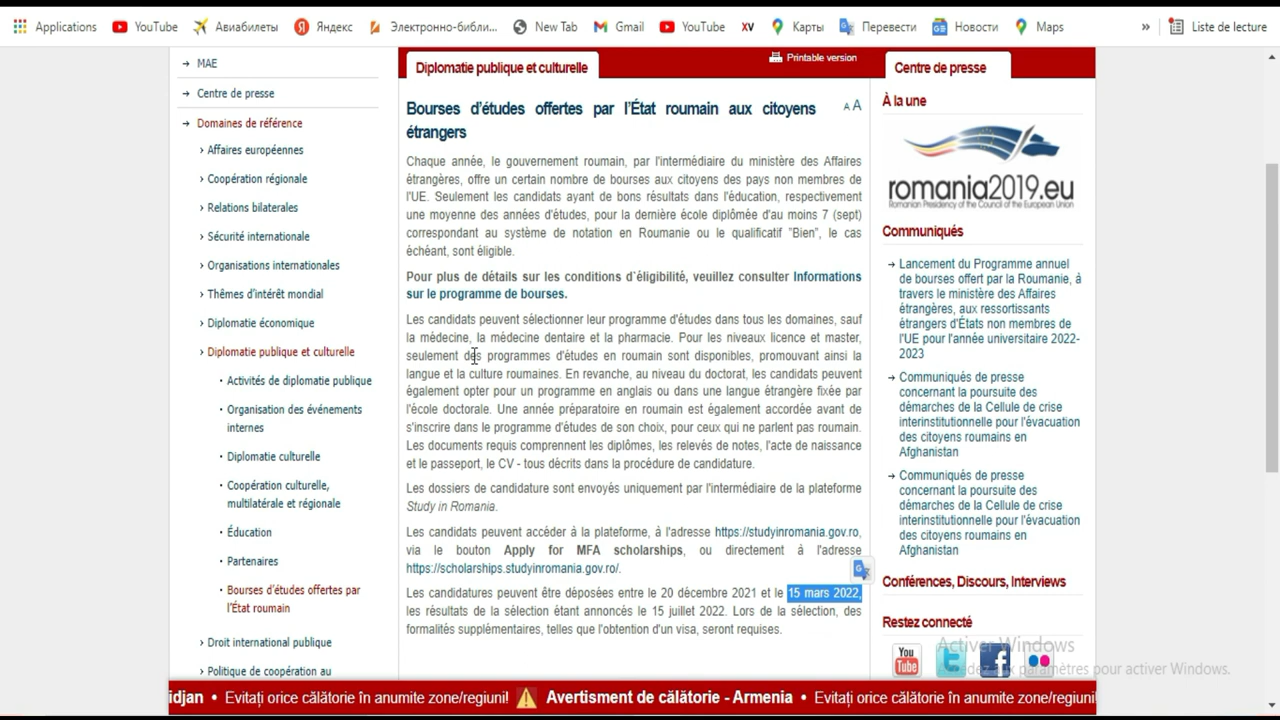 Applications
YouTube
Авиабилеты
Яндекс
Электронно-библи...
New Tab
Gmail
YouTube
XV
Карты
Перевести
Новости
Maps
»
Liste de lecture
MAE
Centre de presse
Domaines de référence
Affaires européennes
Coopération régionale
Relations bilaterales
Sécurité internationale
Organisations internationales
Thêmes d'intérêt mondial
Diplomatie économique
Diplomatie publique et culturelle
Activités de diplomatie publique
Organisation des événements
internes
Diplomatie culturelle
Coopération culturelle,
multilatérale et régionale
Éducation
Partenaires
Bourses d'études offertes par
l'État roumain
Droit international publique
Politique de coopération au
Diplomatie publique et culturelle
Printable version
Bourses d'études offertes par l'État roumain aux citoyens
étrangers
A A
Chaque année, le gouvernement roumain, par l'intermédiaire du ministère des Affaires
étrangères, offre un certain nombre de bourses aux citoyens des pays non membres de
l'UE. Seulement les candidats ayant de bons résultats dans l'éducation, respectivement
une moyenne des années d'études, pour la dernière école diplômée d'au moins 7 (sept)
correspondant au système de notation en Roumanie ou le qualificatif "Bien", le cas
échéant, sont éligible.
Pour plus de détails sur les conditions d`éligibilité, veuillez consulter Informations
sur le programme de bourses.
Les candidats peuvent sélectionner leur programme d'études dans tous les domaines, sauf
la médecine, la médecine dentaire et la pharmacie. Pour les niveaux licence et master,
seulement des programmes d'études en roumain sont disponibles, promouvant ainsi la
langue et la culture roumaines. En revanche, au niveau du doctorat, les candidats peuvent
également opter pour un programme en anglais ou dans une langue étrangère fixée par
l'école doctorale. Une année préparatoire en roumain est également accordée avant de
s'inscrire dans le programme d'études de son choix, pour ceux qui ne parlent pas roumain.
Les documents requis comprennent les diplômes, les relevés de notes, l'acte de naissance
et le passeport, le CV - tous décrits dans la procédure de candidature.
Les dossiers de candidature sont envoyés uniquement par l'intermédiaire de la plateforme
Study in Romania.
Les candidats peuvent accéder à la plateforme, à l'adresse https://studyinromania.gov.ro,
via le bouton Apply for MFA scholarships, ou directement à l'adresse
https://scholarships.studyinromania.gov.ro/.
Les candidatures peuvent être déposées entre le 20 décembre 2021 et le 15 mars 2022,
les résultats de la sélection étant annoncés le 15 juillet 2022. Lors de la sélection, des
formalités supplémentaires, telles que l'obtention d'un visa, seront requises.
Centre de presse
À la une
romania2019.eu
Romanian Presidency of the Council of the European Union
Communiqués
Lancement du Programme annuel
de bourses offert par la Roumanie, à
travers le ministère des Affaires
étrangères, aux ressortissants
étrangers d'États non membres de
l'UE pour l'année universitaire 2022-
2023
Communiqués de presse
concernant la poursuite des
démarches de la Cellule de crise
interinstitutionnelle pour l'évacuation
des citoyens roumains en
Afghanistan
Communiqués de presse
concernant la poursuite des
démarches de la Cellule de crise
interinstitutionnelle pour l'évacuation
des citoyens roumains en
Afghanistan
Conférences, Discours, Interviews
Restez connecté
You
Tube
Activer Windows
aux paramètres pour activer Windows.
idjan • Evitați orice călătorie în anumite zone/regiuni! Avertisment de călătorie - Armenia • Evitați orice călătorie în anumite zone/regiuni